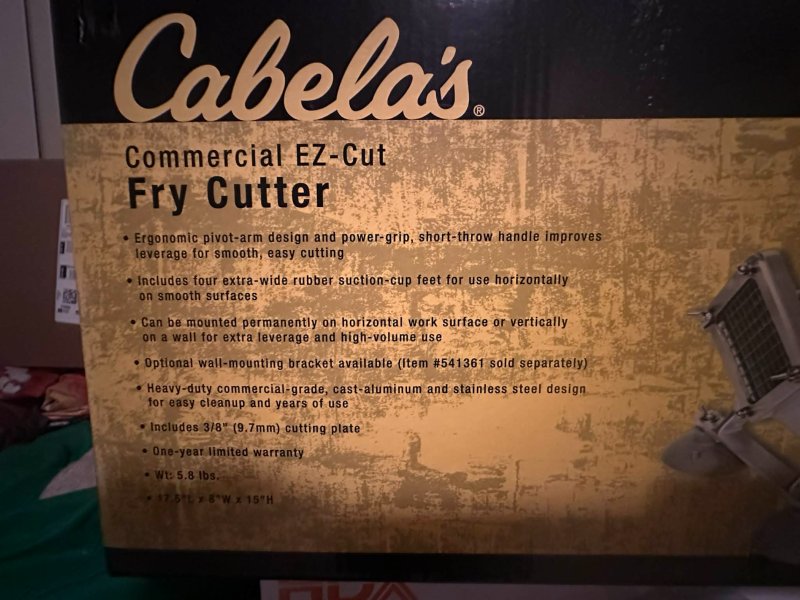 Cabela's®
Commercial EZ-Cut
Fry Cutter
• Ergonomic pivot-arm design and power-grip, short-throw handle improves
leverage for smooth, easy cutting
• Includes four extra-wide rubber suction-cup feet for use horizontally
on smooth surfaces
• Can be mounted permanently on horizontal work surface or vertically
on a wall for extra leverage and high-volume use
• Optional wall-mounting bracket available (Item #541361 sold separately)
• Heavy-duty commercial-grade, cast-aluminum and stainless steel design
for easy cleanup and years of use
• Includes 3/8" (9.7mm) cutting plate
• One-year limited warranty
• Wt: 5.8 lbs.
• 17.5"L x 8"W x 15"H